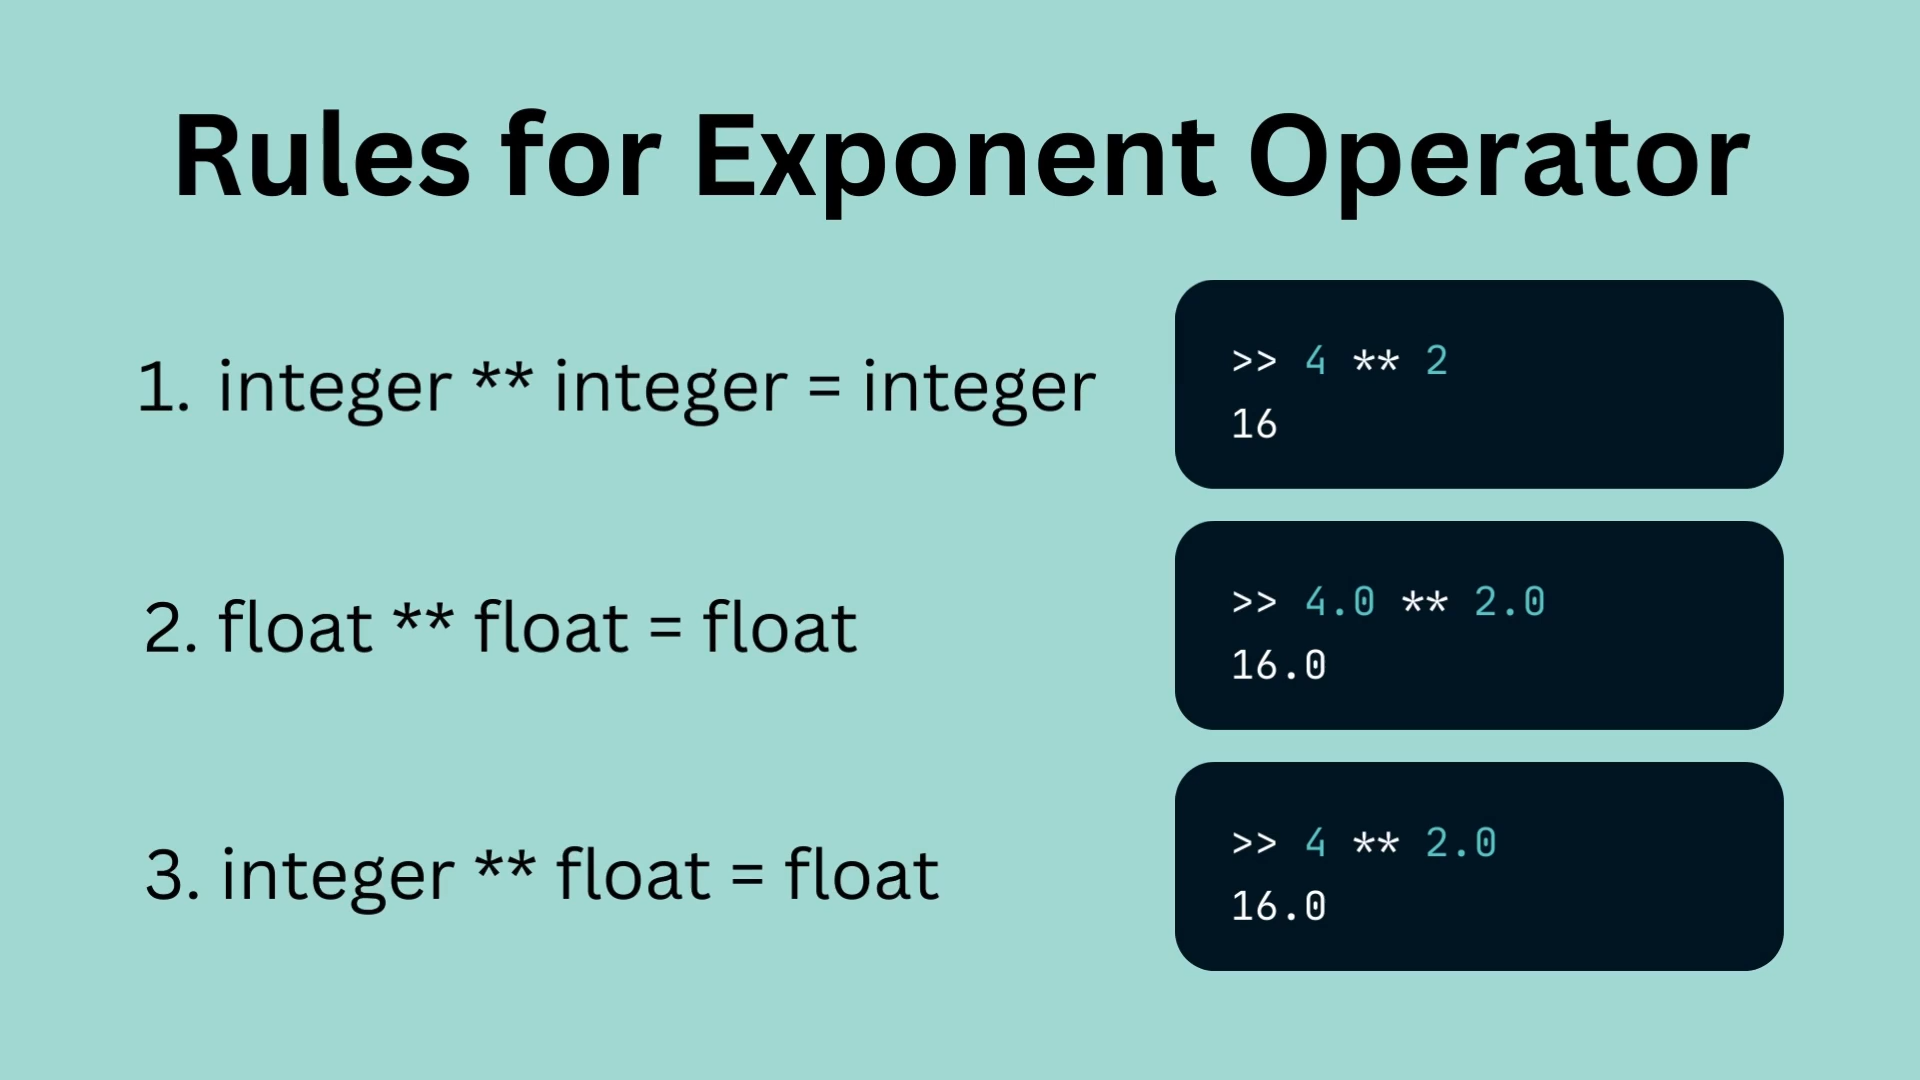 Rules for Exponent Operator
1. integer ** integer = integer
>> 4 ** 2
16
2. float ** float = float
>> 4.0 ** 2.0
16.0
3. integer ** float = float
>> 4 ** 2.0
16.0